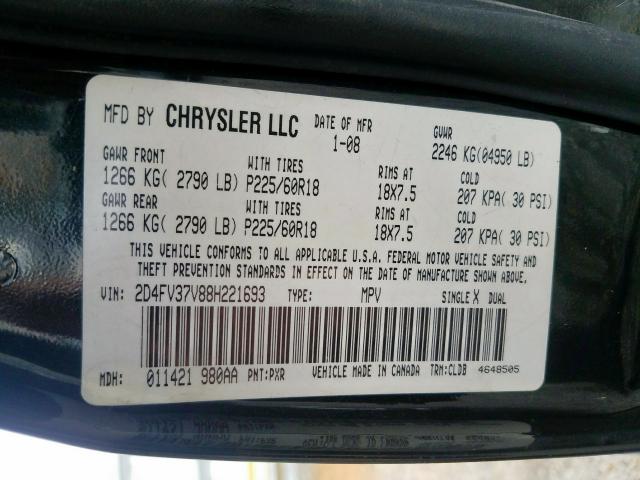 MFD BY CHRYSLER LLC DATE OF MFR 1-08 GVWR 2246 KG(04950 LB)
GAWR FRONT WITH TIRES RIMS AT COLD
1266 KG( 2790 LB) P225/60R18 18X7.5 207 KPA( 30 PSI)
GAWR REAR WITH TIRES RIMS AT COLD
1266 KG( 2790 LB) P225/60R18 18X7.5 207 KPA( 30 PSI)
THIS VEHICLE CONFORMS TO ALL APPLICABLE U.S.A. FEDERAL MOTOR VEHICLE SAFETY AND
THEFT PREVENTION STANDARDS IN EFFECT ON THE DATE OF MANUFACTURE SHOWN ABOVE.
VIN: 2D4FV37V88H221693 TYPE: MPV SINGLE X DUAL
MDH: 011421 980AA PNT:PXR VEHICLE MADE IN CANADA TRM:CLDB 4648505